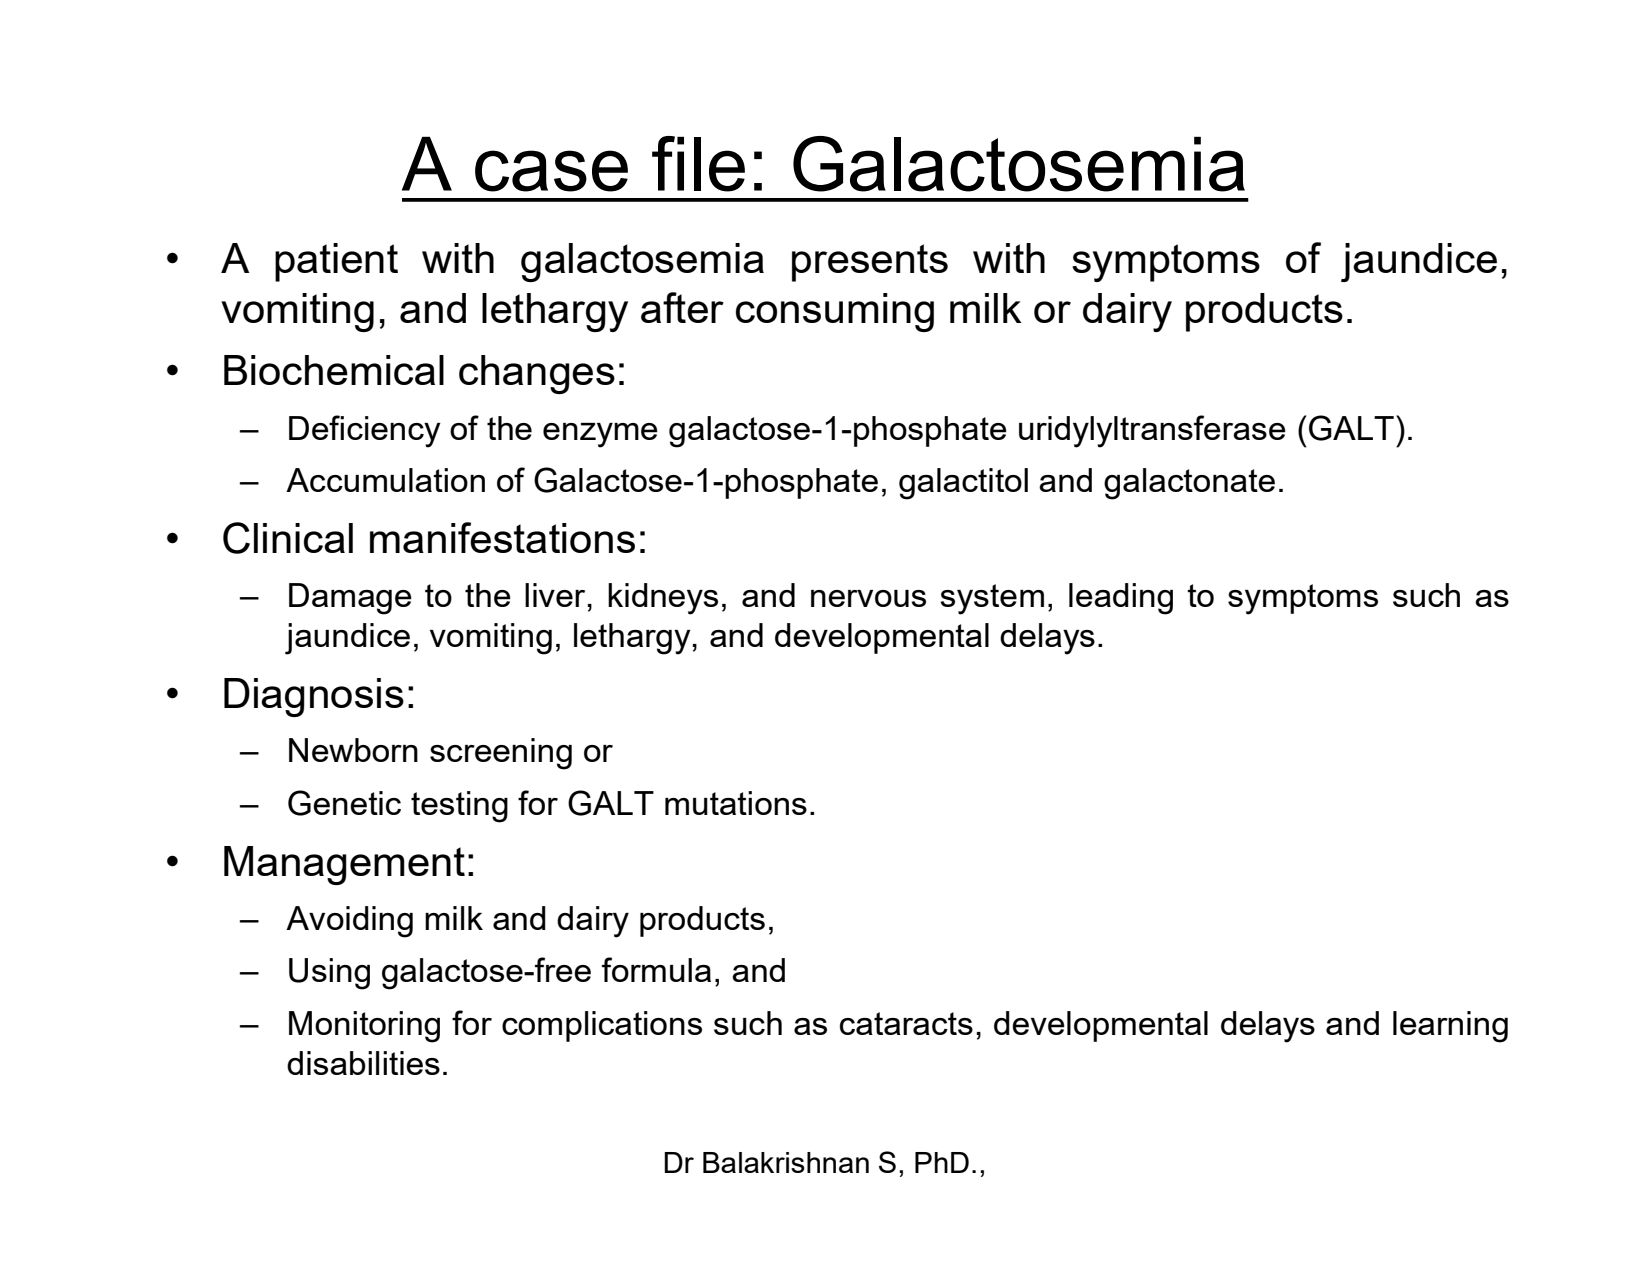 A case file: Galactosemia
• A patient with galactosemia presents with symptoms of jaundice,
vomiting, and lethargy after consuming milk or dairy products.
• Biochemical changes:
– Deficiency of the enzyme galactose-1-phosphate uridylyltransferase (GALT).
– Accumulation of Galactose-1-phosphate, galactitol and galactonate.
• Clinical manifestations:
– Damage to the liver, kidneys, and nervous system, leading to symptoms such as
jaundice, vomiting, lethargy, and developmental delays.
• Diagnosis:
– Newborn screening or
– Genetic testing for GALT mutations.
• Management:
– Avoiding milk and dairy products,
– Using galactose-free formula, and
– Monitoring for complications such as cataracts, developmental delays and learning
disabilities.
Dr Balakrishnan S, PhD.,